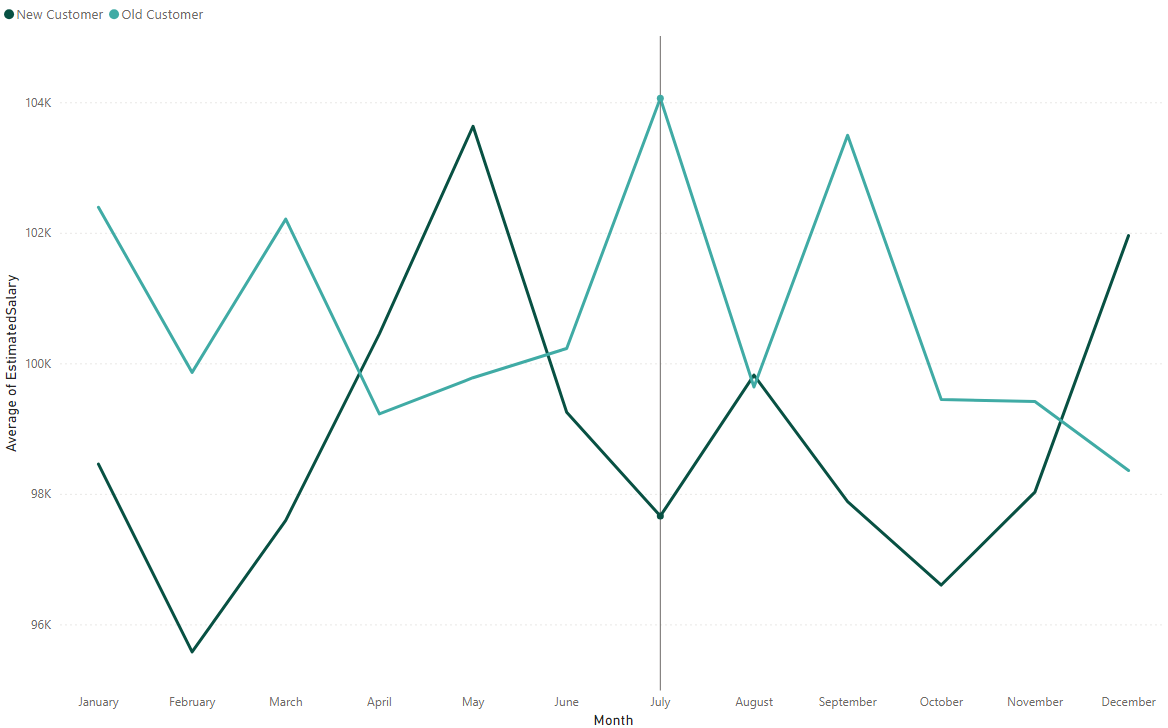 New Customer Old Customer
104K
102K
100K
98K
96K
Average of EstimatedSalary
January February March April May June July August September October November December
Month